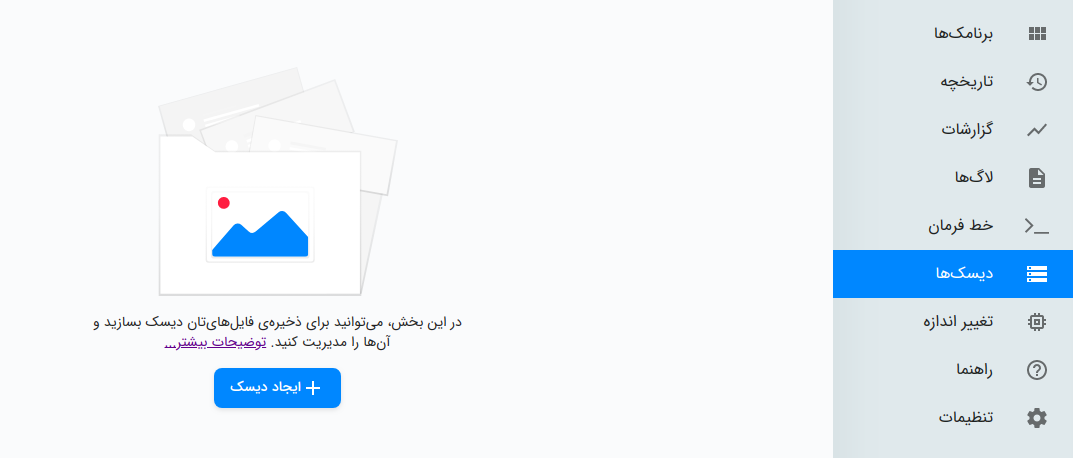 برنامک‌ها
تاریخچه
گزارشات
لاگ‌ها
خط فرمان
دیسک‌ها
تغییر اندازه
راهنما
تنظیمات
در این بخش، می‌توانید برای ذخیره‌ی فایل‌های‌تان دیسک بسازید و
آن‌ها را مدیریت کنید. توضیحات بیشتر...
ایجاد دیسک